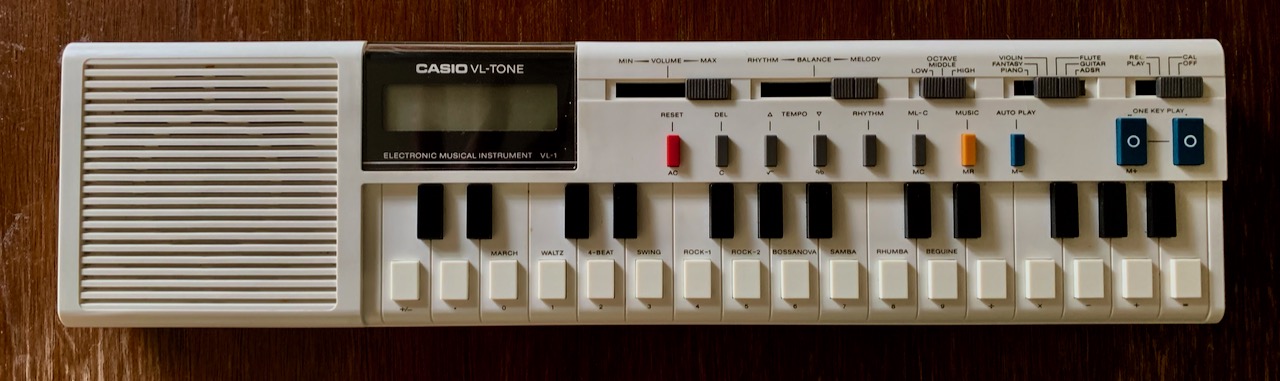 CASIO VL-TONE
ELECTRONIC MUSICAL INSTRUMENT VL-1
MIN VOLUME MAX
RHYTHM BALANCE MELODY
OCTAVE
MIDDLE
LOW HIGH
VIOLIN FLUTE
FANTASY GUITAR
PIANO ADSR
REC CAL
PLAY OFF
RESET DEL △ TEMPO ▽ RHYTHM ML-C MUSIC AUTO PLAY ONE KEY PLAY
AC C √ % MC MR M- M+
MARCH WALTZ 4-BEAT SWING ROCK-1 ROCK-2 BOSSANOVA SAMBA RHUMBA BEGUINE
+/- . 0 1 2 3 4 5 6 7 8 9 ÷ × - + =